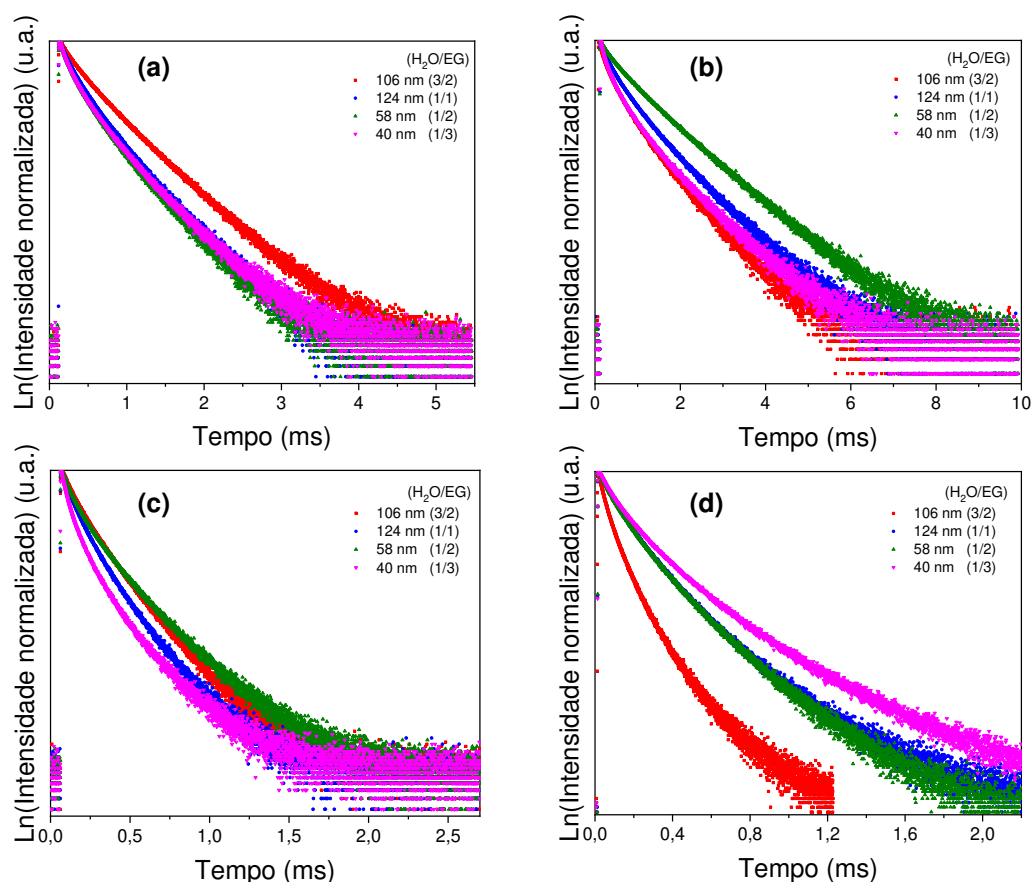 (a)
(H₂O/EG)
106 nm (3/2)
124 nm (1/1)
58 nm (1/2)
40 nm (1/3)
Ln(Intensidade normalizada) (u.a.)
0 1 2 3 4 5
Tempo (ms)
(b)
(H₂O/EG)
106 nm (3/2)
124 nm (1/1)
58 nm (1/2)
40 nm (1/3)
Ln(Intensidade normalizada) (u.a.)
0 2 4 6 8 10
Tempo (ms)
(c)
(H₂O/EG)
106 nm (3/2)
124 nm (1/1)
58 nm (1/2)
40 nm (1/3)
Ln(Intensidade normalizada) (u.a.)
0,0 0,5 1,0 1,5 2,0 2,5
Tempo (ms)
(d)
(H₂O/EG)
106 nm (3/2)
124 nm (1/1)
58 nm (1/2)
40 nm (1/3)
Ln(Intensidade normalizada) (u.a.)
0,0 0,4 0,8 1,2 1,6 2,0
Tempo (ms)